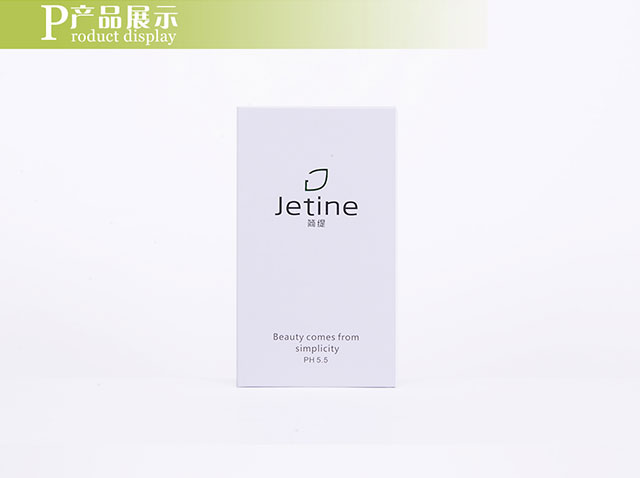 P产品展示
roduct display
Jetine
简缇
Beauty comes from
simplicity
PH 5.5